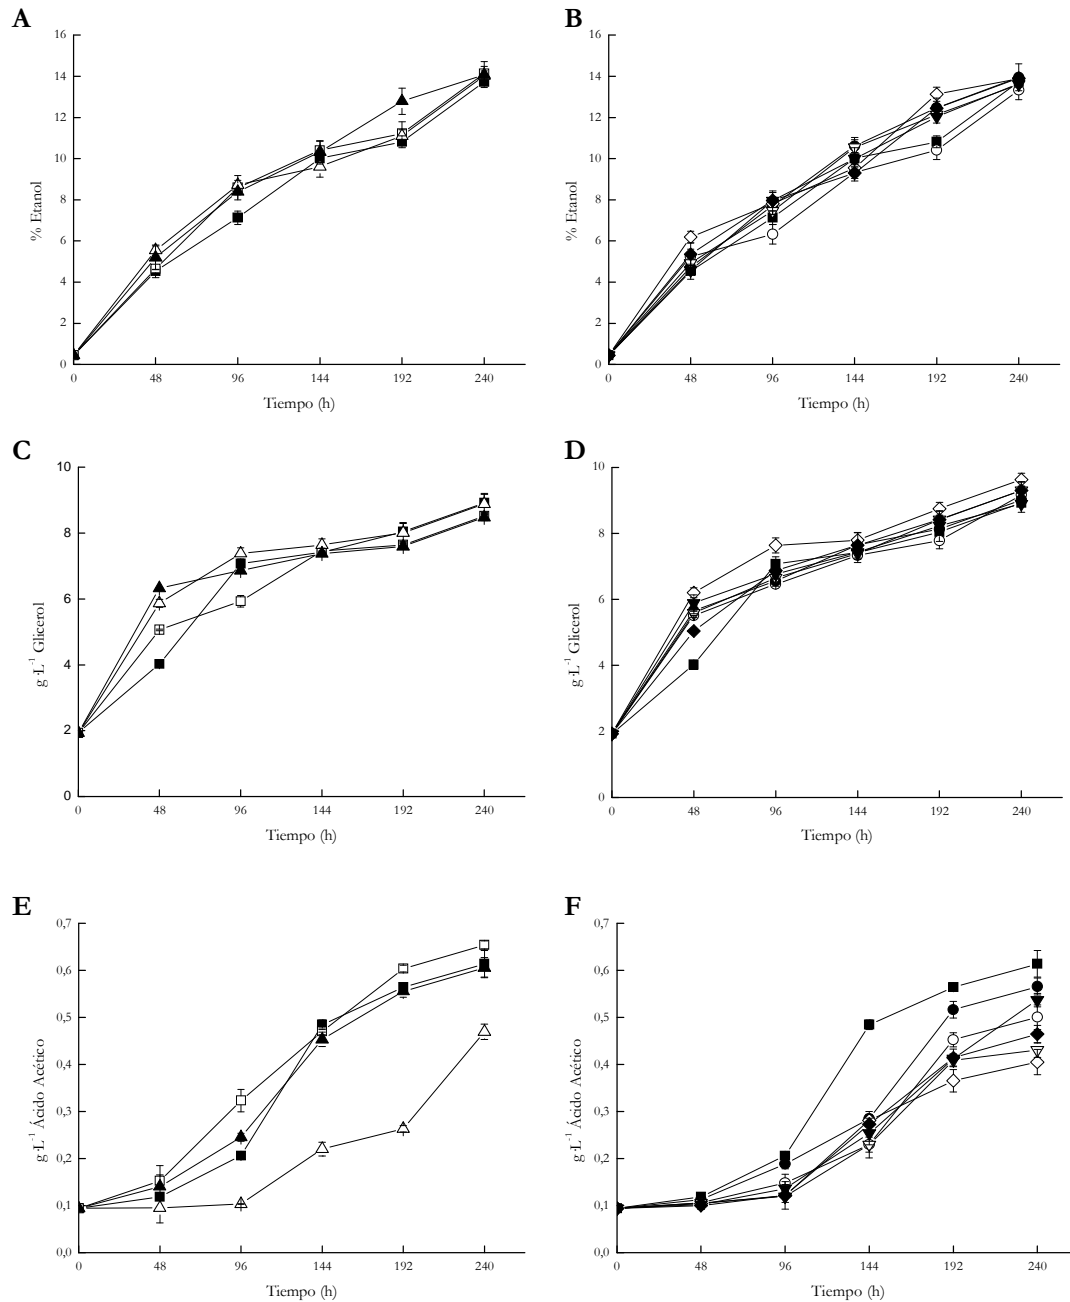 A
16
14
12
10
8
6
4
2
0
% Etanol
0 48 96 144 192 240
Tiempo (h)
B
16
14
12
10
8
6
4
2
0
% Etanol
0 48 96 144 192 240
Tiempo (h)
C
10
8
6
4
2
0
g·L⁻¹ Glicerol
0 48 96 144 192 240
Tiempo (h)
D
10
8
6
4
2
0
g·L⁻¹ Glicerol
0 48 96 144 192 240
Tiempo (h)
E
0,7
0,6
0,5
0,4
0,3
0,2
0,1
0,0
g·L⁻¹ Ácido Acético
0 48 96 144 192 240
Tiempo (h)
F
0,7
0,6
0,5
0,4
0,3
0,2
0,1
0,0
g·L⁻¹ Ácido Acético
0 48 96 144 192 240
Tiempo (h)